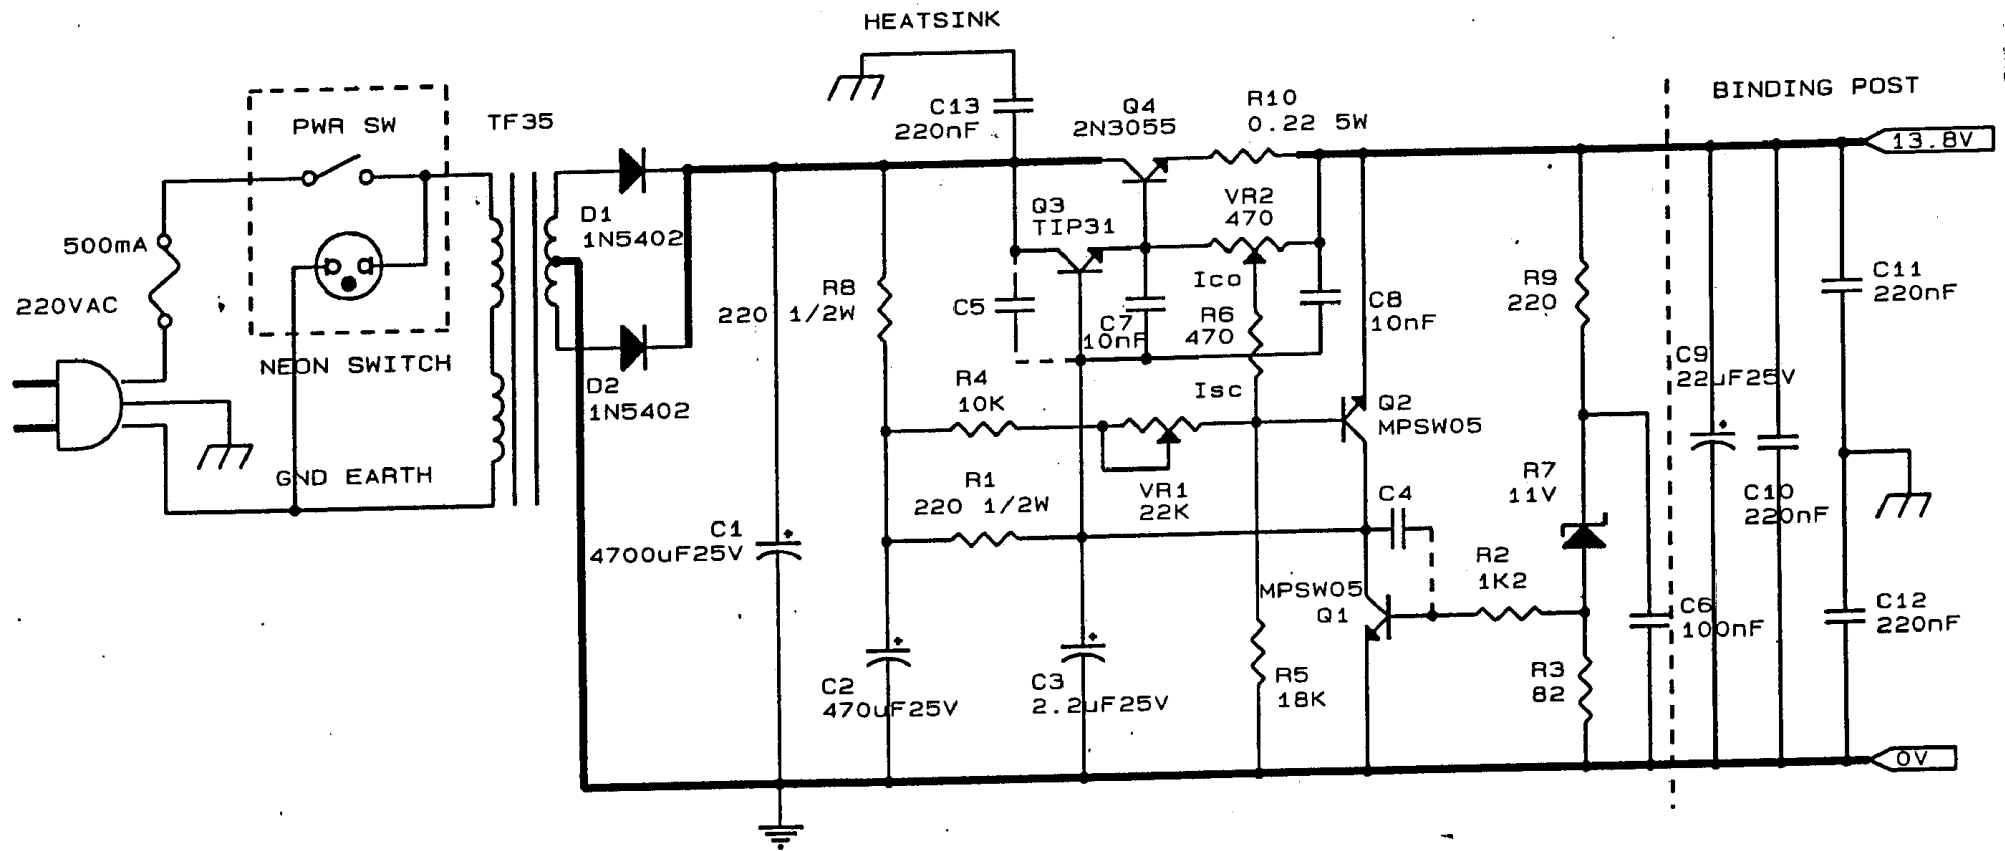 HEATSINK
BINDING POST
PWR SW
TF35
C13
220nF
Q4
2N3055
R10
0.22 5W
13.8V
500mA
220VAC
NEON SWITCH
GND EARTH
D1
1N5402
D2
1N5402
R8
220 1/2W
Q3
TIP31
VR2
470
C5
C7
10nF
Ico
R6
470
Isc
C8
10nF
R9
220
C11
220nF
C9
22uF25V
R4
10K
Q2
MPSW05
R1
220 1/2W
VR1
22K
C4
R7
11V
C10
220nF
C1
4700uF25V
MPSW05
Q1
R2
1K2
C6
100nF
C12
220nF
C2
470uF25V
C3
2.2uF25V
R5
18K
R3
82
0V